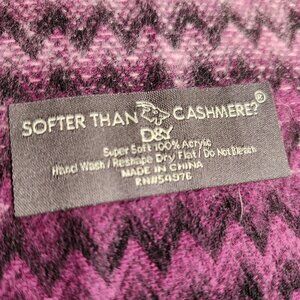 SOFTER THAN CASHMERE?®
D&Y
Super Soft 100% Acrylic
Hand Wash / Reshape Dry Flat / Do Not Bleach
MADE IN CHINA
RN#54976